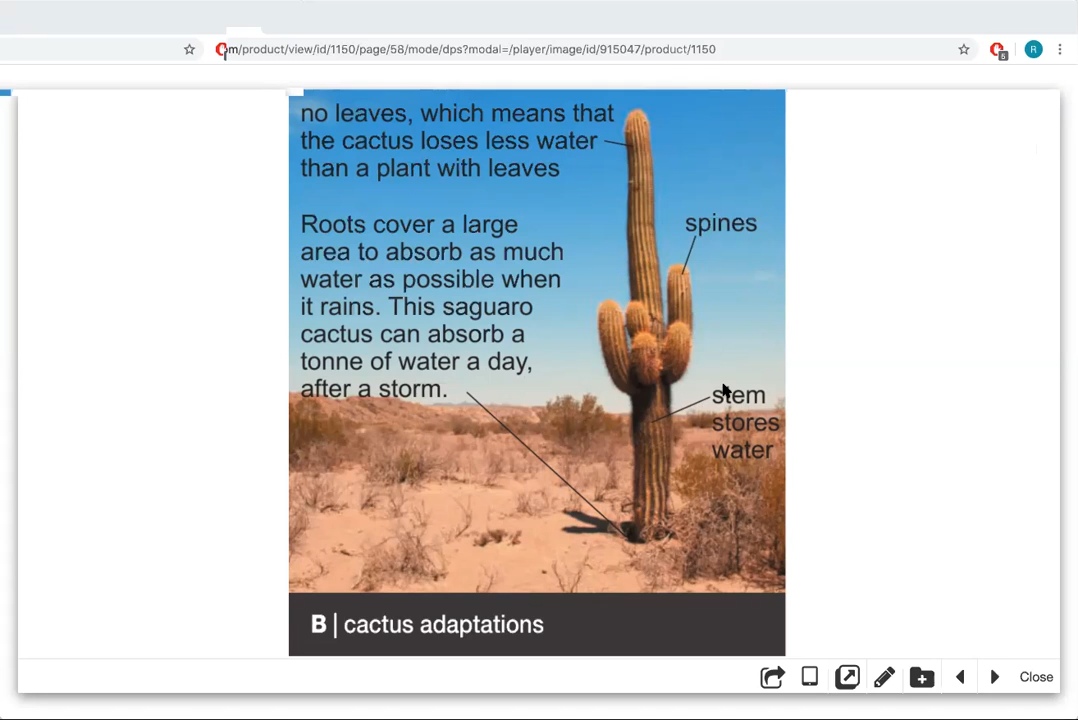 m/product/view/id/1150/page/58/mode/dps?modal=/player/image/id/915047/product/1150
5
R
no leaves, which means that
the cactus loses less water
than a plant with leaves
Roots cover a large
area to absorb as much
water as possible when
it rains. This saguaro
cactus can absorb a
tonne of water a day,
after a storm.
spines
stem
stores
water
B | cactus adaptations
Close